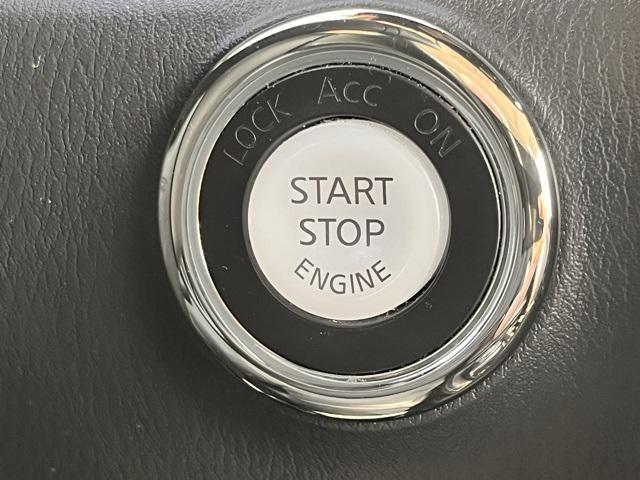 LOCK Acc ON
START
STOP
ENGINE